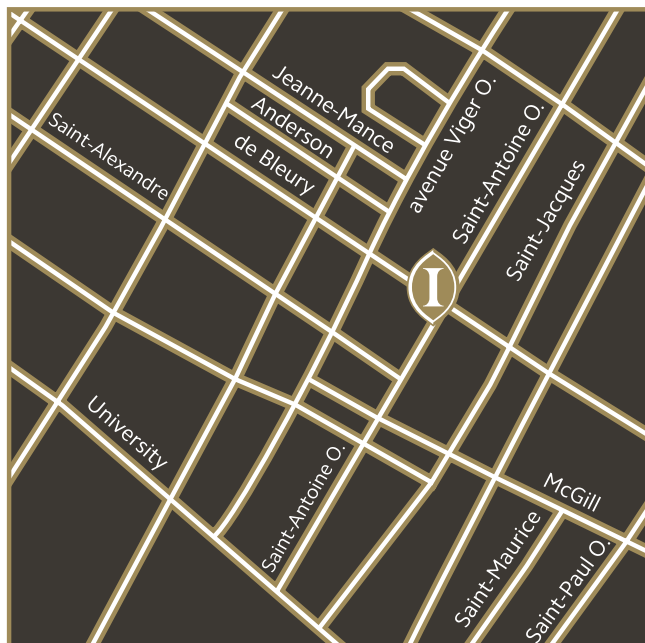 Jeanne-Mance
Anderson
de Bleury
Saint-Alexandre
avenue Viger O.
Saint-Antoine O.
Saint-Jacques
I
University
Saint-Antoine O.
McGill
Saint-Maurice
Saint-Paul O.